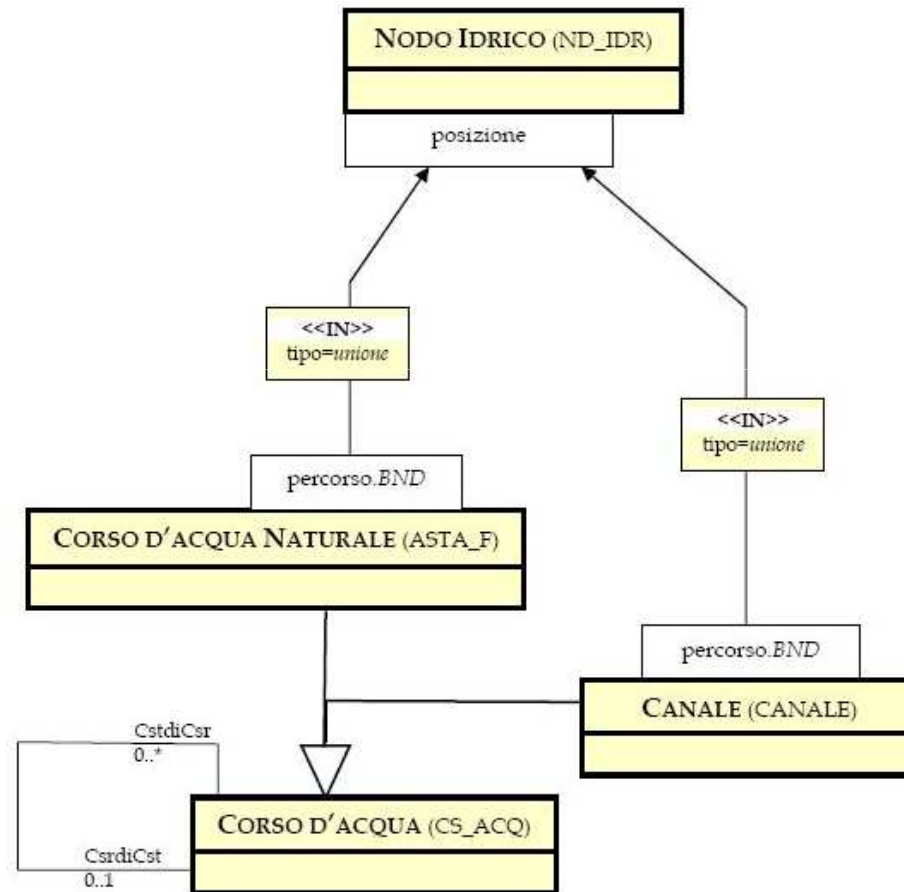 NODO IDRICO (ND_IDR)
posizione
<<IN>>
tipo=unione
<<IN>>
tipo=unione
percorso.BND
CORSO D'ACQUA NATURALE (ASTA_F)
percorso.BND
CANALE (CANALE)
CstdiCsr
0..*
CORSO D'ACQUA (CS_ACQ)
CsrdiCst
0..1